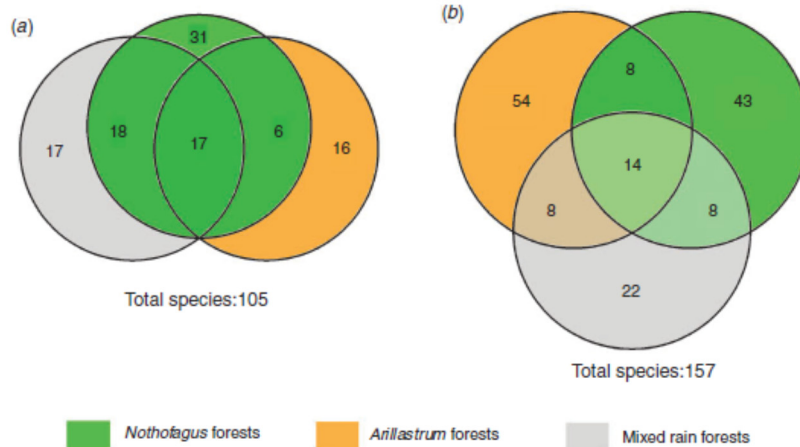 (a)
31
17
18
17
6
16
Total species:105
(b)
8
54
43
14
8
8
22
Total species:157
Nothofagus forests
Arillastrum forests
Mixed rain forests